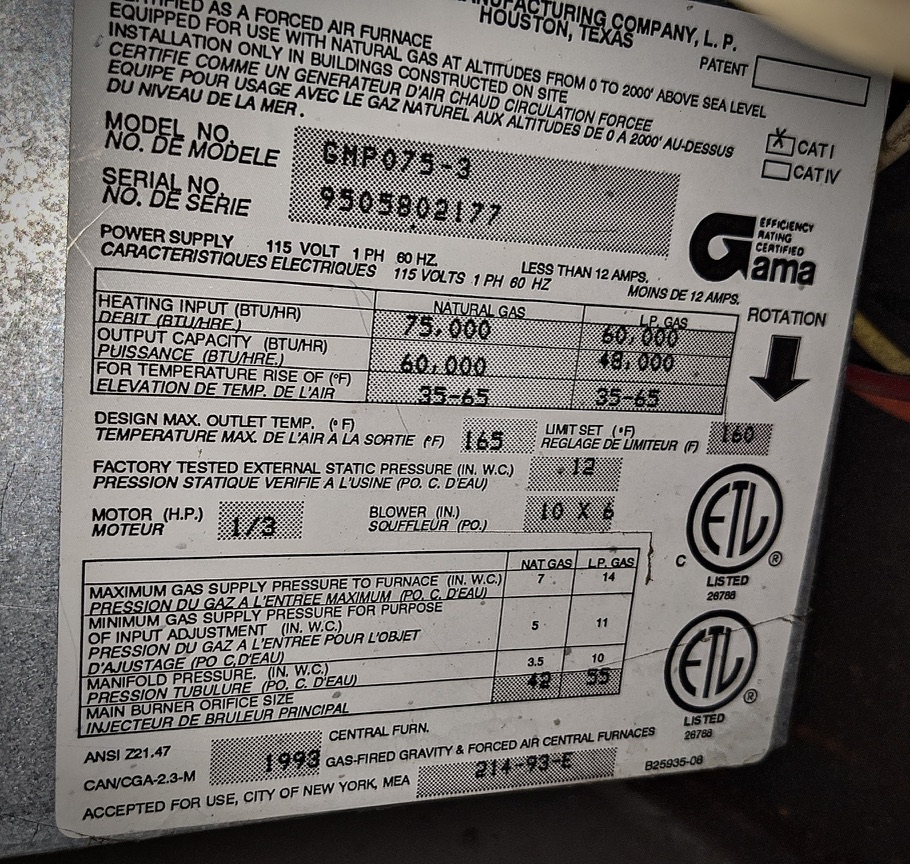 MANUFACTURING COMPANY, L. P.
HOUSTON, TEXAS
AS A FORCED AIR FURNACE
EQUIPPED FOR USE WITH NATURAL GAS AT ALTITUDES FROM 0 TO 2000' ABOVE SEA LEVEL
INSTALLATION ONLY IN BUILDINGS CONSTRUCTED ON SITE
CERTIFIE COMME UN GENERATEUR D'AIR CHAUD CIRCULATION FORCEE
EQUIPE POUR USAGE AVEC LE GAZ NATUREL AUX ALTITUDES DE 0 A 2000' AU-DESSUS
DU NIVEAU DE LA MER .
PATENT
X CAT I
CAT IV
MODEL NO.
NO. DE MODELE
GMP075-3
SERIAL NO.
NO. DE SERIE
9505802177
Gama
EFFICIENCY
RATING
CERTIFIED
POWER SUPPLY 115 VOLT 1 PH 60 HZ. LESS THAN 12 AMPS.
CARACTERISTIQUES ELECTRIQUES 115 VOLTS 1 PH 60 HZ MOINS DE 12 AMPS.
ROTATION
NATURAL GAS L.P. GAS
HEATING INPUT (BTU/HR) 75,000 60,000
DEBIT (BTU/HRE.)
OUTPUT CAPACITY (BTU/HR) 60,000 48,000
PUISSANCE (BTU/HRE.)
FOR TEMPERATURE RISE OF (°F) 35-65 35-65
ELEVATION DE TEMP. DE L'AIR
DESIGN MAX. OUTLET TEMP. (°F) 165 LIMIT SET (°F) 160
TEMPERATURE MAX. DE L'AIR À LA SORTIE (°F) REGLAGE DE LIMITEUR (F)
FACTORY TESTED EXTERNAL STATIC PRESSURE (IN. W.C.) .12
PRESSION STATIQUE VERIFIE A L'USINE (PO. C. D'EAU)
MOTOR (H.P.) 1/3 BLOWER (IN.) 10 X 6
MOTEUR SOUFFLEUR (PO.)
NAT GAS L.P. GAS
MAXIMUM GAS SUPPLY PRESSURE TO FURNACE (IN. W.C.) 7 14
PRESSION DU GAZ A L'ENTREE MAXIMUM (PO. C. D'EAU)
MINIMUM GAS SUPPLY PRESSURE FOR PURPOSE
OF INPUT ADJUSTMENT (IN. W.C.) 5 11
PRESSION DU GAZ A L'ENTREE POUR L'OBJET
D'AJUSTAGE (PO C,D'EAU)
MANIFOLD PRESSURE. (IN. W.C.) 3.5 10
PRESSION TUBULURE (PO. C. D'EAU)
MAIN BURNER ORIFICE SIZE 42 55
INJECTEUR DE BRULEUR PRINCIPAL
C ETL ®
LISTED
26788
ETL ®
LISTED
26788
ANSI Z21.47 CENTRAL FURN.
CAN/CGA-2.3-M 1993 GAS-FIRED GRAVITY & FORCED AIR CENTRAL FURNACES
ACCEPTED FOR USE, CITY OF NEW YORK, MEA 214-93-E B25935-08